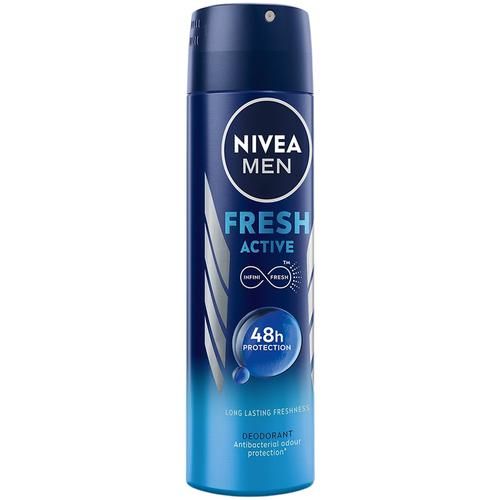 NIVEA
MEN
FRESH
ACTIVE
TM
INFINI FRESH
48h
PROTECTION
LONG LASTING FRESHNESS
DEODORANT
Antibacterial odour
protection*